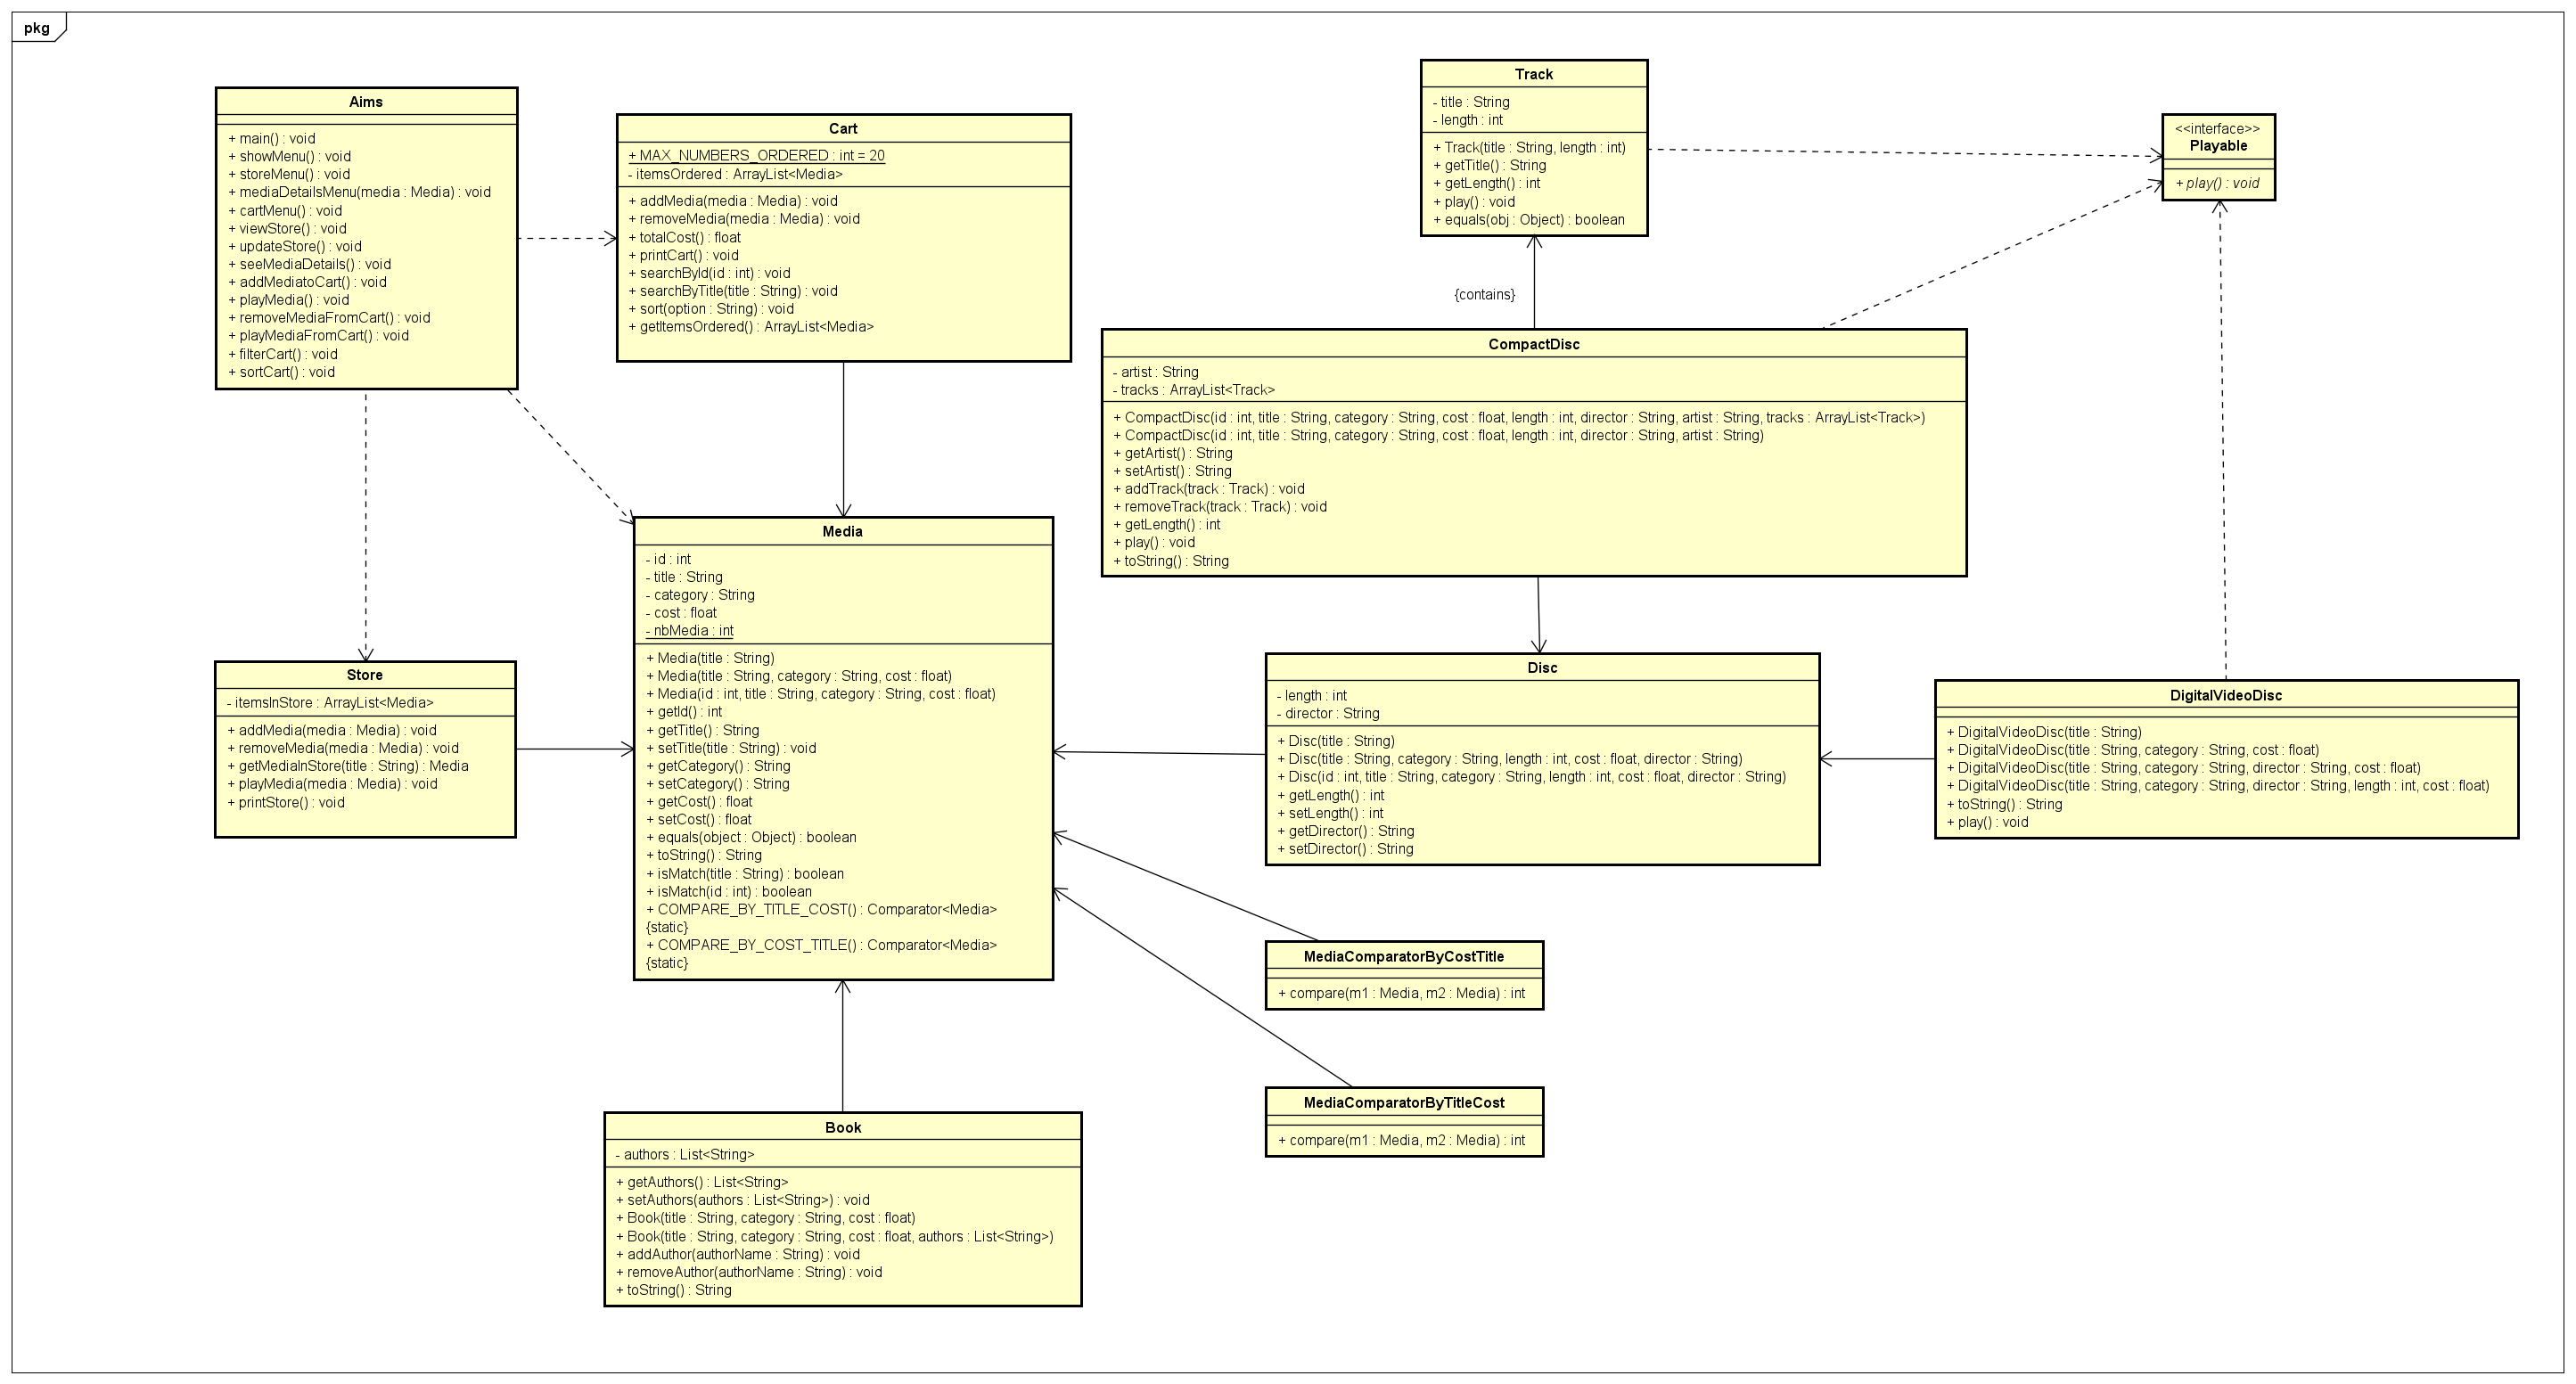 pkg
Aims
+ main() : void
+ showMenu() : void
+ storeMenu() : void
+ mediaDetailsMenu(media : Media) : void
+ cartMenu() : void
+ viewStore() : void
+ updateStore() : void
+ seeMediaDetails() : void
+ addMediatoCart() : void
+ playMedia() : void
+ removeMediaFromCart() : void
+ playMediaFromCart() : void
+ filterCart() : void
+ sortCart() : void
Cart
+ MAX_NUMBERS_ORDERED : int = 20
- itemsOrdered : ArrayList<Media>
+ addMedia(media : Media) : void
+ removeMedia(media : Media) : void
+ totalCost() : float
+ printCart() : void
+ searchById(id : int) : void
+ searchByTitle(title : String) : void
+ sort(option : String) : void
+ getItemsOrdered() : ArrayList<Media>
Track
- title : String
- length : int
+ Track(title : String, length : int)
+ getTitle() : String
+ getLength() : int
+ play() : void
+ equals(obj : Object) : boolean
<<interface>>
Playable
+ play() : void
{contains}
CompactDisc
- artist : String
- tracks : ArrayList<Track>
+ CompactDisc(id : int, title : String, category : String, cost : float, length : int, director : String, artist : String, tracks : ArrayList<Track>)
+ CompactDisc(id : int, title : String, category : String, cost : float, length : int, director : String, artist : String)
+ getArtist() : String
+ setArtist() : String
+ addTrack(track : Track) : void
+ removeTrack(track : Track) : void
+ getLength() : int
+ play() : void
+ toString() : String
Media
- id : int
- title : String
- category : String
- cost : float
- nbMedia : int
+ Media(title : String)
+ Media(title : String, category : String, cost : float)
+ Media(id : int, title : String, category : String, cost : float)
+ getId() : int
+ getTitle() : String
+ setTitle(title : String) : void
+ getCategory() : String
+ setCategory() : String
+ getCost() : float
+ setCost() : float
+ equals(object : Object) : boolean
+ toString() : String
+ isMatch(title : String) : boolean
+ isMatch(id : int) : boolean
+ COMPARE_BY_TITLE_COST() : Comparator<Media>
{static}
+ COMPARE_BY_COST_TITLE() : Comparator<Media>
{static}
Store
- itemsInStore : ArrayList<Media>
+ addMedia(media : Media) : void
+ removeMedia(media : Media) : void
+ getMediaInStore(title : String) : Media
+ playMedia(media : Media) : void
+ printStore() : void
Disc
- length : int
- director : String
+ Disc(title : String)
+ Disc(title : String, category : String, length : int, cost : float, director : String)
+ Disc(id : int, title : String, category : String, length : int, cost : float, director : String)
+ getLength() : int
+ setLength() : int
+ getDirector() : String
+ setDirector() : String
DigitalVideoDisc
+ DigitalVideoDisc(title : String)
+ DigitalVideoDisc(title : String, category : String, cost : float)
+ DigitalVideoDisc(title : String, category : String, director : String, cost : float)
+ DigitalVideoDisc(title : String, category : String, director : String, length : int, cost : float)
+ toString() : String
+ play() : void
MediaComparatorByCostTitle
+ compare(m1 : Media, m2 : Media) : int
MediaComparatorByTitleCost
+ compare(m1 : Media, m2 : Media) : int
Book
- authors : List<String>
+ getAuthors() : List<String>
+ setAuthors(authors : List<String>) : void
+ Book(title : String, category : String, cost : float)
+ Book(title : String, category : String, cost : float, authors : List<String>)
+ addAuthor(authorName : String) : void
+ removeAuthor(authorName : String) : void
+ toString() : String